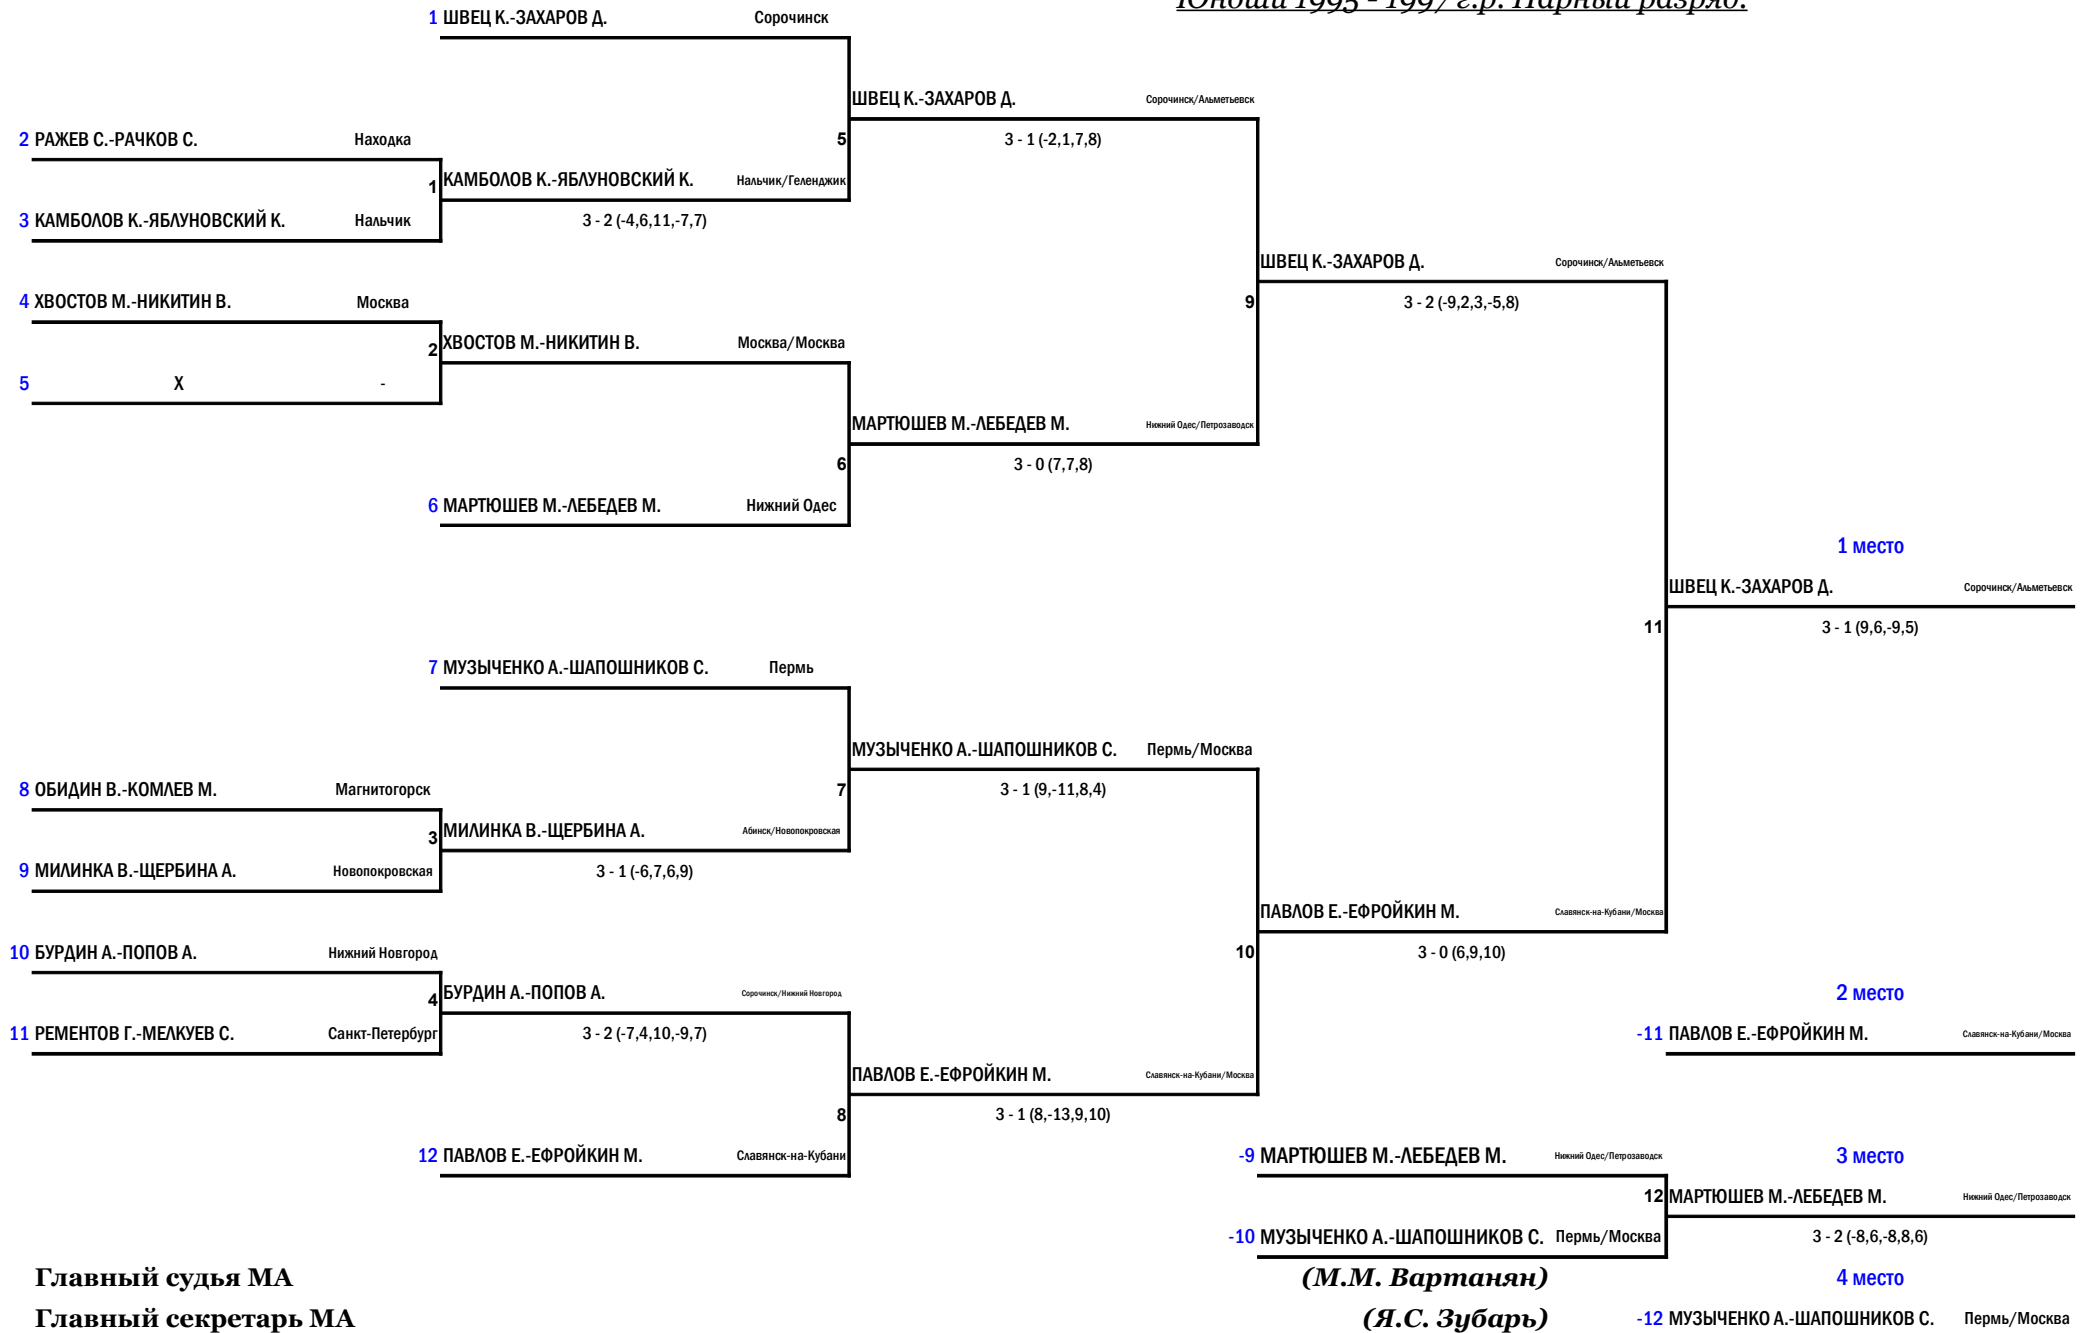 Юноши 1995 - 1997 г.р. Парный разряд.
1 ШВЕЦ К.-ЗАХАРОВ Д. Сорочинск
ШВЕЦ К.-ЗАХАРОВ Д. Сорочинск/Альметьевск
2 РАЖЕВ С.-РАЧКОВ С. Находка 5 3 - 1 (-2,1,7,8)
1 КАМБОЛОВ К.-ЯБЛУНОВСКИЙ К. Нальчик/Геленджик
3 КАМБОЛОВ К.-ЯБЛУНОВСКИЙ К. Нальчик 3 - 2 (-4,6,11,-7,7)
ШВЕЦ К.-ЗАХАРОВ Д. Сорочинск/Альметьевск
4 ХВОСТОВ М.-НИКИТИН В. Москва 9 3 - 2 (-9,2,3,-5,8)
2 ХВОСТОВ М.-НИКИТИН В. Москва/Москва
5 X -
МАРТЮШЕВ М.-ЛЕБЕДЕВ М. Нижний Одес/Петрозаводск
6 3 - 0 (7,7,8)
6 МАРТЮШЕВ М.-ЛЕБЕДЕВ М. Нижний Одес
1 место
ШВЕЦ К.-ЗАХАРОВ Д. Сорочинск/Альметьевск
11 3 - 1 (9,6,-9,5)
7 МУЗЫЧЕНКО А.-ШАПОШНИКОВ С. Пермь
МУЗЫЧЕНКО А.-ШАПОШНИКОВ С. Пермь/Москва
8 ОБИДИН В.-КОМЛЕВ М. Магнитогорск 7 3 - 1 (9,-11,8,4)
3 МИЛИНКА В.-ЩЕРБИНА А. Абинск/Новопокровская
9 МИЛИНКА В.-ЩЕРБИНА А. Новопокровская 3 - 1 (-6,7,6,9)
ПАВЛОВ Е.-ЕФРОЙКИН М. Славянск-на-Кубани/Москва
10 БУРДИН А.-ПОПОВ А. Нижний Новгород 10 3 - 0 (6,9,10)
4 БУРДИН А.-ПОПОВ А. Сорочинск/Нижний Новгород 2 место
11 РЕМЕНТОВ Г.-МЕЛКУЕВ С. Санкт-Петербург 3 - 2 (-7,4,10,-9,7) -11 ПАВЛОВ Е.-ЕФРОЙКИН М. Славянск-на-Кубани/Москва
ПАВЛОВ Е.-ЕФРОЙКИН М. Славянск-на-Кубани/Москва
8 3 - 1 (8,-13,9,10)
12 ПАВЛОВ Е.-ЕФРОЙКИН М. Славянск-на-Кубани -9 МАРТЮШЕВ М.-ЛЕБЕДЕВ М. Нижний Одес/Петрозаводск 3 место
12 МАРТЮШЕВ М.-ЛЕБЕДЕВ М. Нижний Одес/Петрозаводск
-10 МУЗЫЧЕНКО А.-ШАПОШНИКОВ С. Пермь/Москва 3 - 2 (-8,6,-8,8,6)
Главный судья МА (М.М. Вартанян) 4 место
Главный секретарь МА (Я.С. Зубарь) -12 МУЗЫЧЕНКО А.-ШАПОШНИКОВ С. Пермь/Москва